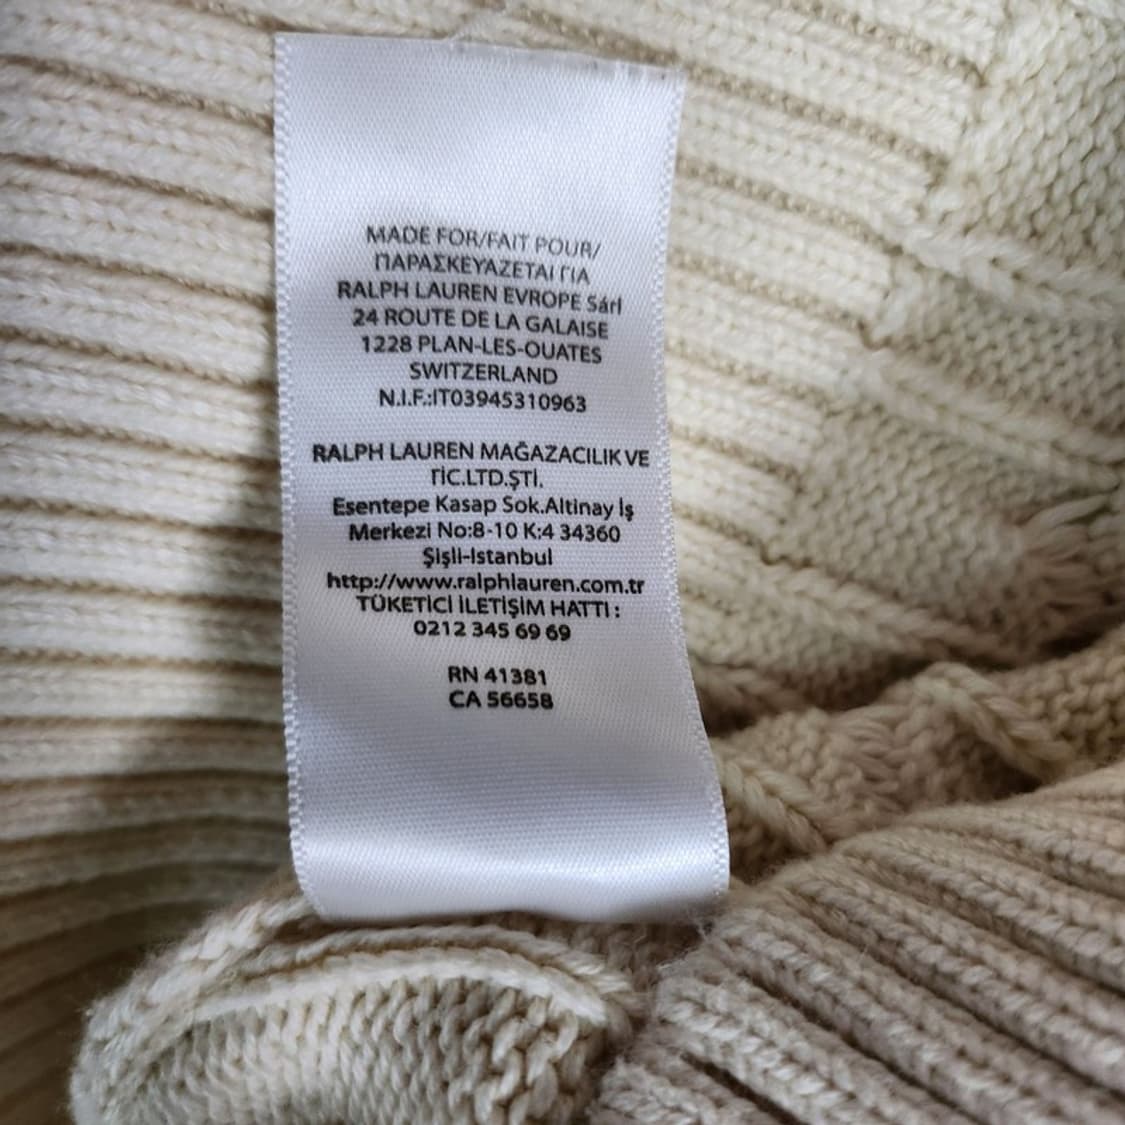 MADE FOR/FAIT POUR/
ΠΑΡΑΣΚΕΥΑΖΕΤΑΙ ΓΙΑ
RALPH LAUREN EVROPE Sárl
24 ROUTE DE LA GALAISE
1228 PLAN-LES-OUATES
SWITZERLAND
N.I.F.:IT03945310963
RALPH LAUREN MAĞAZACILIK VE
TİC.LTD.ŞTİ.
Esentepe Kasap Sok.Altinay İş
Merkezi No:8-10 K:4 34360
Şişli-Istanbul
http://www.ralphlauren.com.tr
TÜKETİCİ İLETİŞİM HATTI :
0212 345 69 69
RN 41381
CA 56658